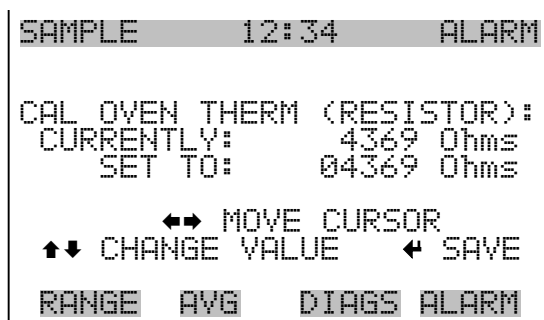 SAMPLE 12:34 ALARM
CAL OVEN THERM (RESISTOR):
CURRENTLY: 4369 Ohms
SET TO: 04369 Ohms
⬅➡ MOVE CURSOR
⬆⬇ CHANGE VALUE ↵ SAVE
RANGE AVG DIAGS ALARM